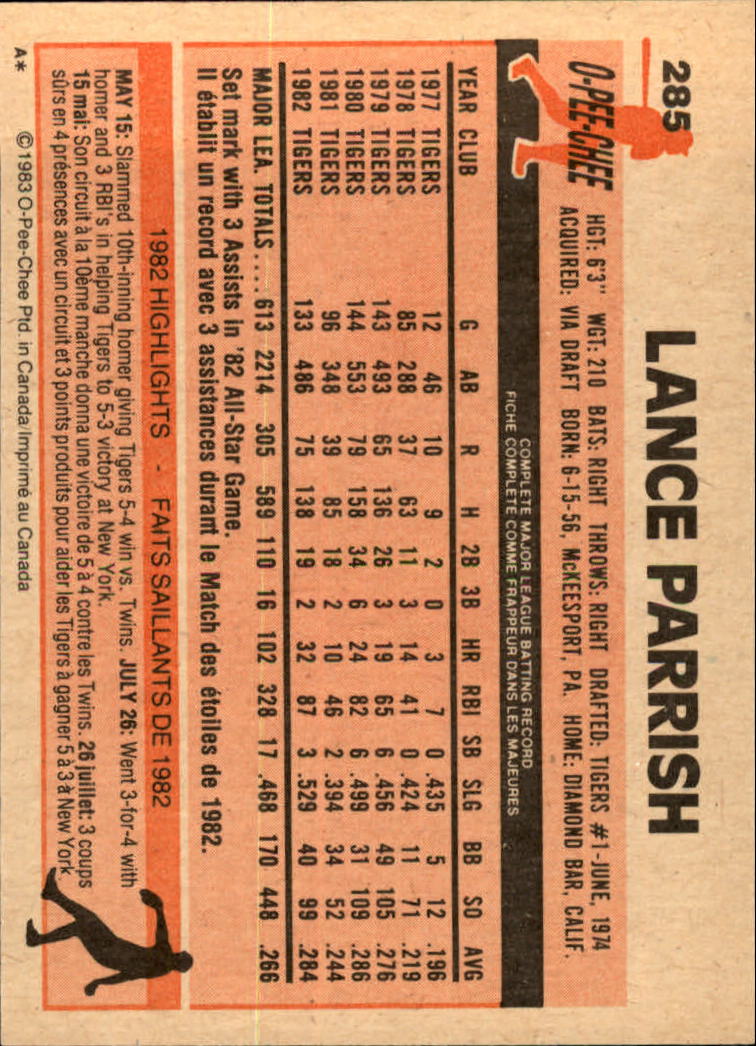 285
LANCE PARRISH
O-PEE-CHEE
HGT: 6'3" WGT: 210 BATS: RIGHT THROWS: RIGHT DRAFTED: TIGERS #1-JUNE, 1974
ACQUIRED: VIA DRAFT BORN: 6-15-56, McKEESPORT, PA. HOME: DIAMOND BAR, CALIF.
COMPLETE MAJOR LEAGUE BATTING RECORD
FICHE COMPLETE COMME FRAPPEUR D'ANS LES MAJEURES
YEAR CLUB G AB R H 2B 3B HR RBI SB SLG BB SO AVG
1977 TIGERS 12 46 10 9 2 0 3 7 0 .435 5 12 .196
1978 TIGERS 85 288 37 63 11 3 14 41 0 .424 11 71 .219
1979 TIGERS 143 493 65 136 26 3 19 65 6 .456 49 105 .276
1980 TIGERS 144 553 79 158 34 6 24 82 6 .499 31 109 .286
1981 TIGERS 96 348 39 85 18 2 10 46 2 .394 34 52 .244
1982 TIGERS 133 486 75 138 19 2 32 87 3 .529 40 99 .284
MAJOR LEA. TOTALS.... 613 2214 305 589 110 16 102 328 17 .468 170 448 .266
Set mark with 3 Assists in '82 All-Star Game.
Il établit un record avec 3 assistances durant le Match des étoiles de 1982.
1982 HIGHLIGHTS - FAITS SAILLANTS DE 1982
MAY 15: Slammed 10th-inning homer giving Tigers 5-4 win vs. Twins. JULY 26: Went 3-for-4 with
homer and 3 RBI's in helping Tigers to 5-3 victory at New York.
15 mai: Son circuit à la 10ème manche donna une victoire de 5 à 4 contre les Twins. 26 juillet: 3 coups
sûrs en 4 présences avec un circuit et 3 points produits pour aider les Tigers à gagner 5 à 3 à New York
A* ©1983 O-Pee-Chee Ptd. in Canada/Imprimé au Canada